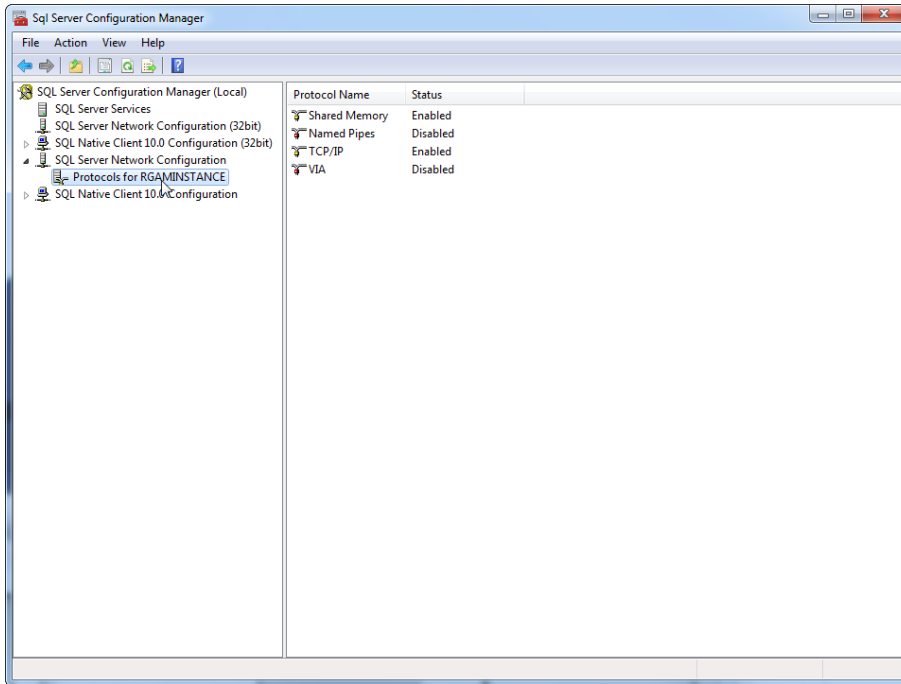 Sql Server Configuration Manager
File Action View Help
SQL Server Configuration Manager (Local)
SQL Server Services
SQL Server Network Configuration (32bit)
SQL Native Client 10.0 Configuration (32bit)
SQL Server Network Configuration
Protocols for RGAMINSTANCE
SQL Native Client 10.0 Configuration
Protocol Name Status
Shared Memory Enabled
Named Pipes Disabled
TCP/IP Enabled
VIA Disabled